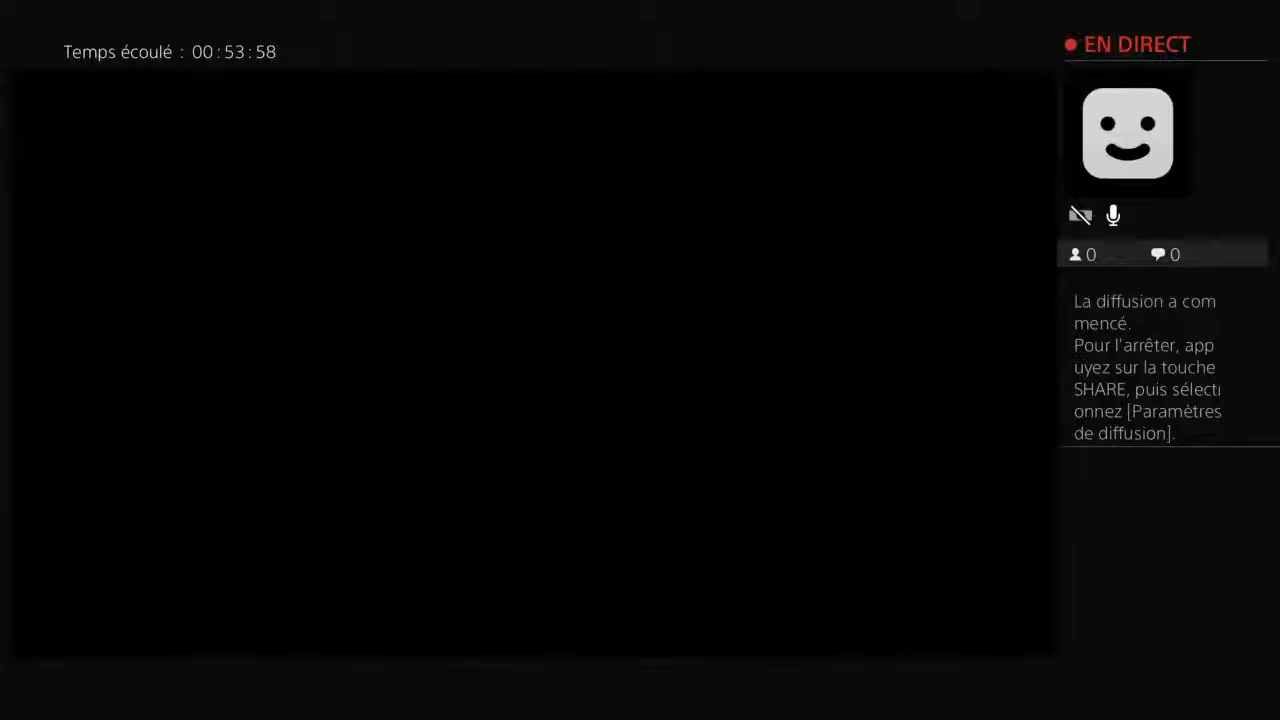 Temps écoulé : 00:53:58
EN DIRECT
0 0
La diffusion a com
mencé.
Pour l'arrêter, app
uyez sur la touche
SHARE, puis sélecti
onnez [Paramètres
de diffusion].